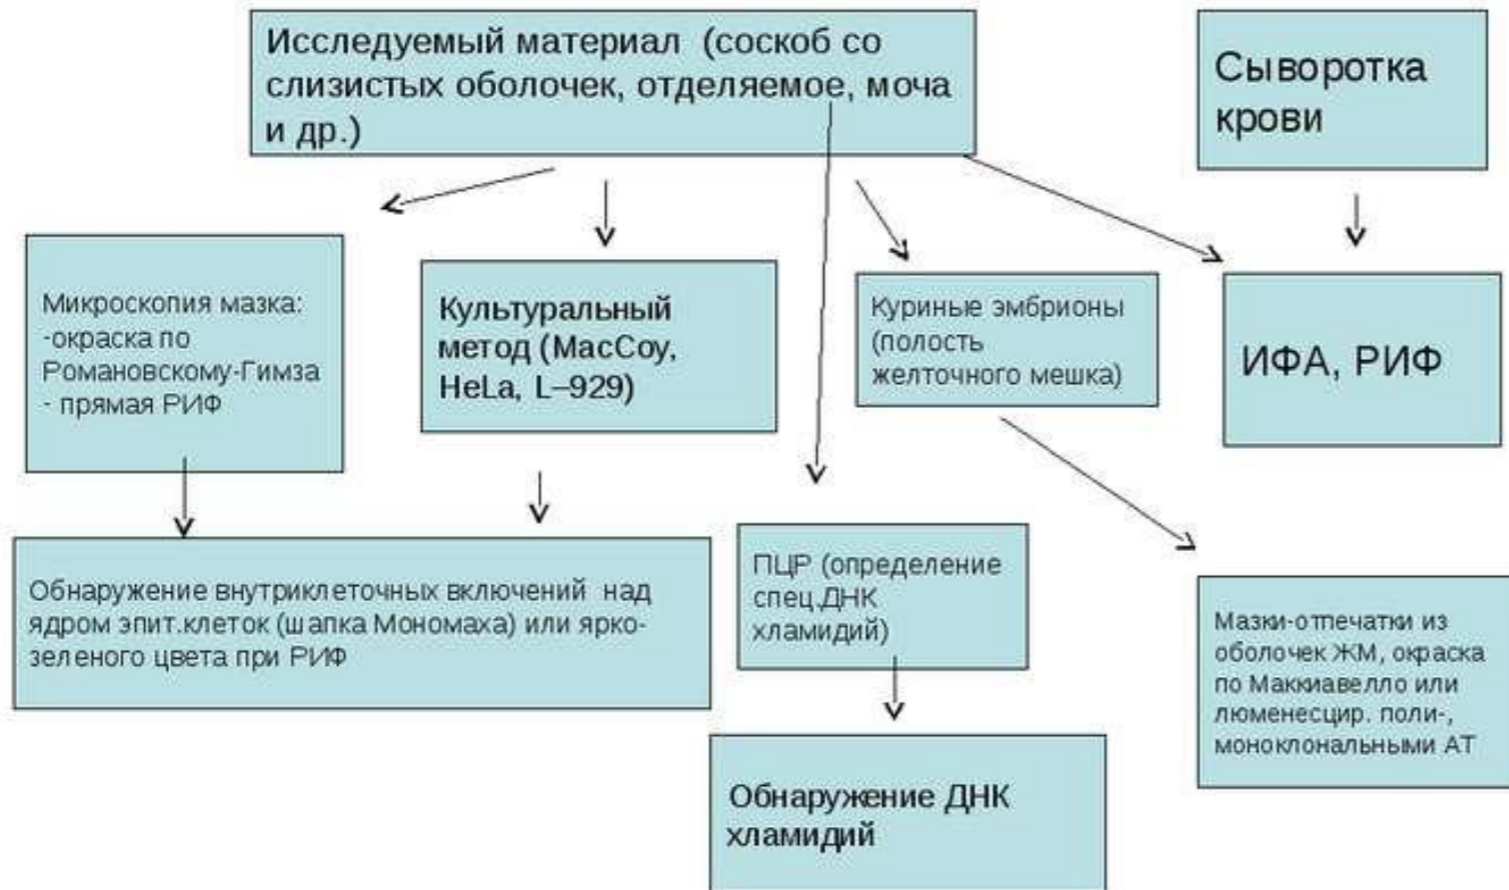 Исследуемый материал (соскоб со
слизистых оболочек, отделяемое, моча
и др.)
Сыворотка
крови
Микроскопия мазка:
-окраска по
Романовскому-Гимза
- прямая РИФ
Культуральный
метод (MacCoy,
HeLa, L–929)
Куриные эмбрионы
(полость
желточного мешка)
ИФА, РИФ
Обнаружение внутриклеточных включений над
ядром эпит.клеток (шапка Мономаха) или ярко-
зеленого цвета при РИФ
ПЦР (определение
спец.ДНК
хламидий)
Мазки-отпечатки из
оболочек ЖМ, окраска
по Маккиавелло или
люменесцир. поли-,
моноклональными АТ
Обнаружение ДНК
хламидий